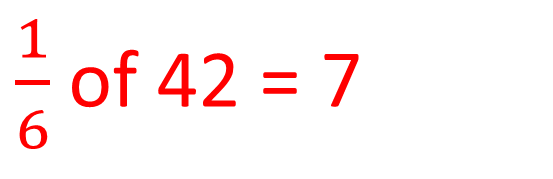 1/6 of 42 = 7